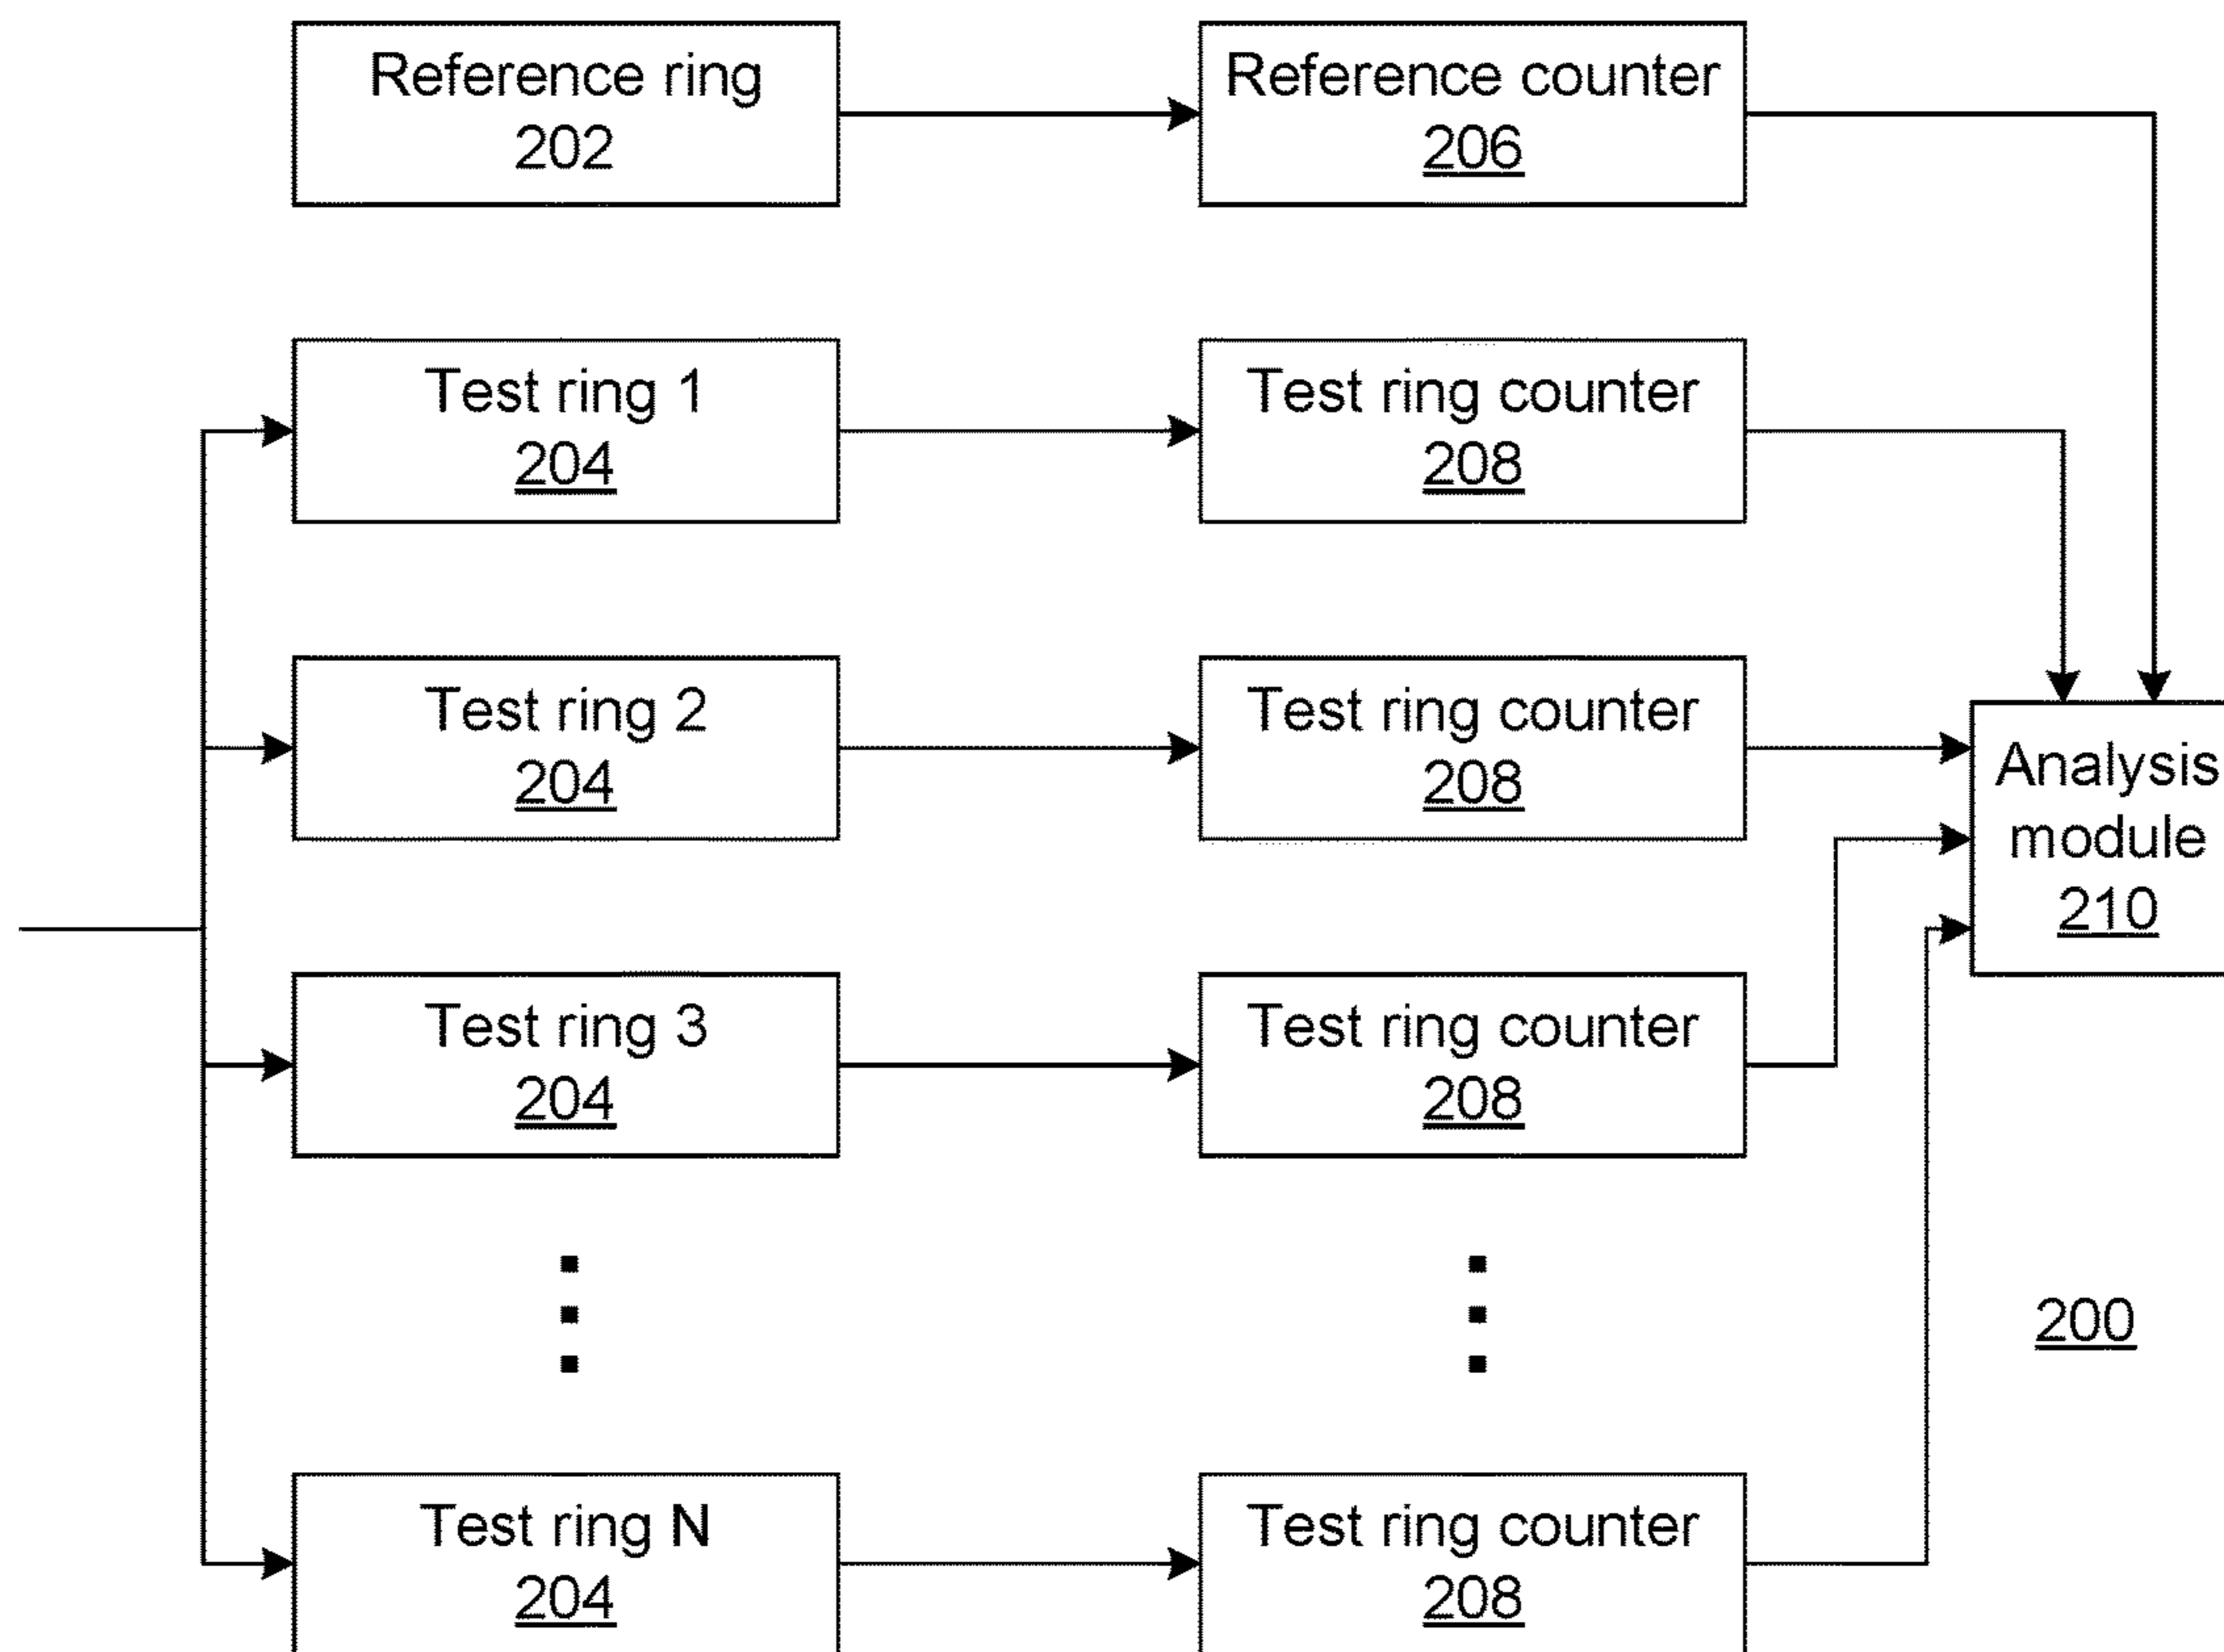 Reference ring
202
Reference counter
206
Test ring 1
204
Test ring counter
208
Test ring 2
204
Test ring counter
208
Analysis
module
210
Test ring 3
204
Test ring counter
208
200
Test ring N
204
Test ring counter
208